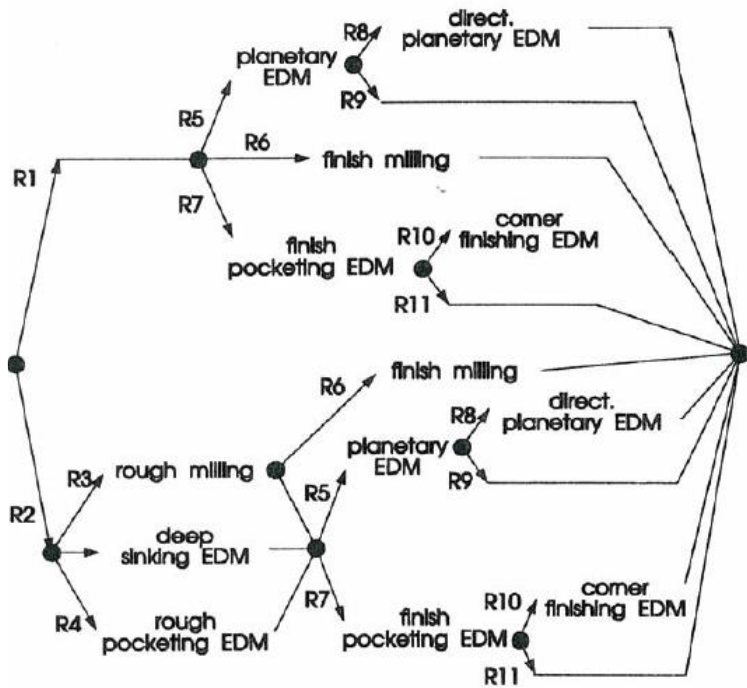 R8
direct.
planetary EDM
planetary
EDM
R9
R5
R6
finish milling
R1
R7
finish
pocketing EDM
R10
corner
finishing EDM
R11
R6
finish milling
R8
direct.
planetary EDM
planetary
EDM
R9
R3
rough milling
R5
R2
deep
sinking EDM
R4
rough
pocketing EDM
R7
finish
pocketing EDM
R10
corner
finishing EDM
R11